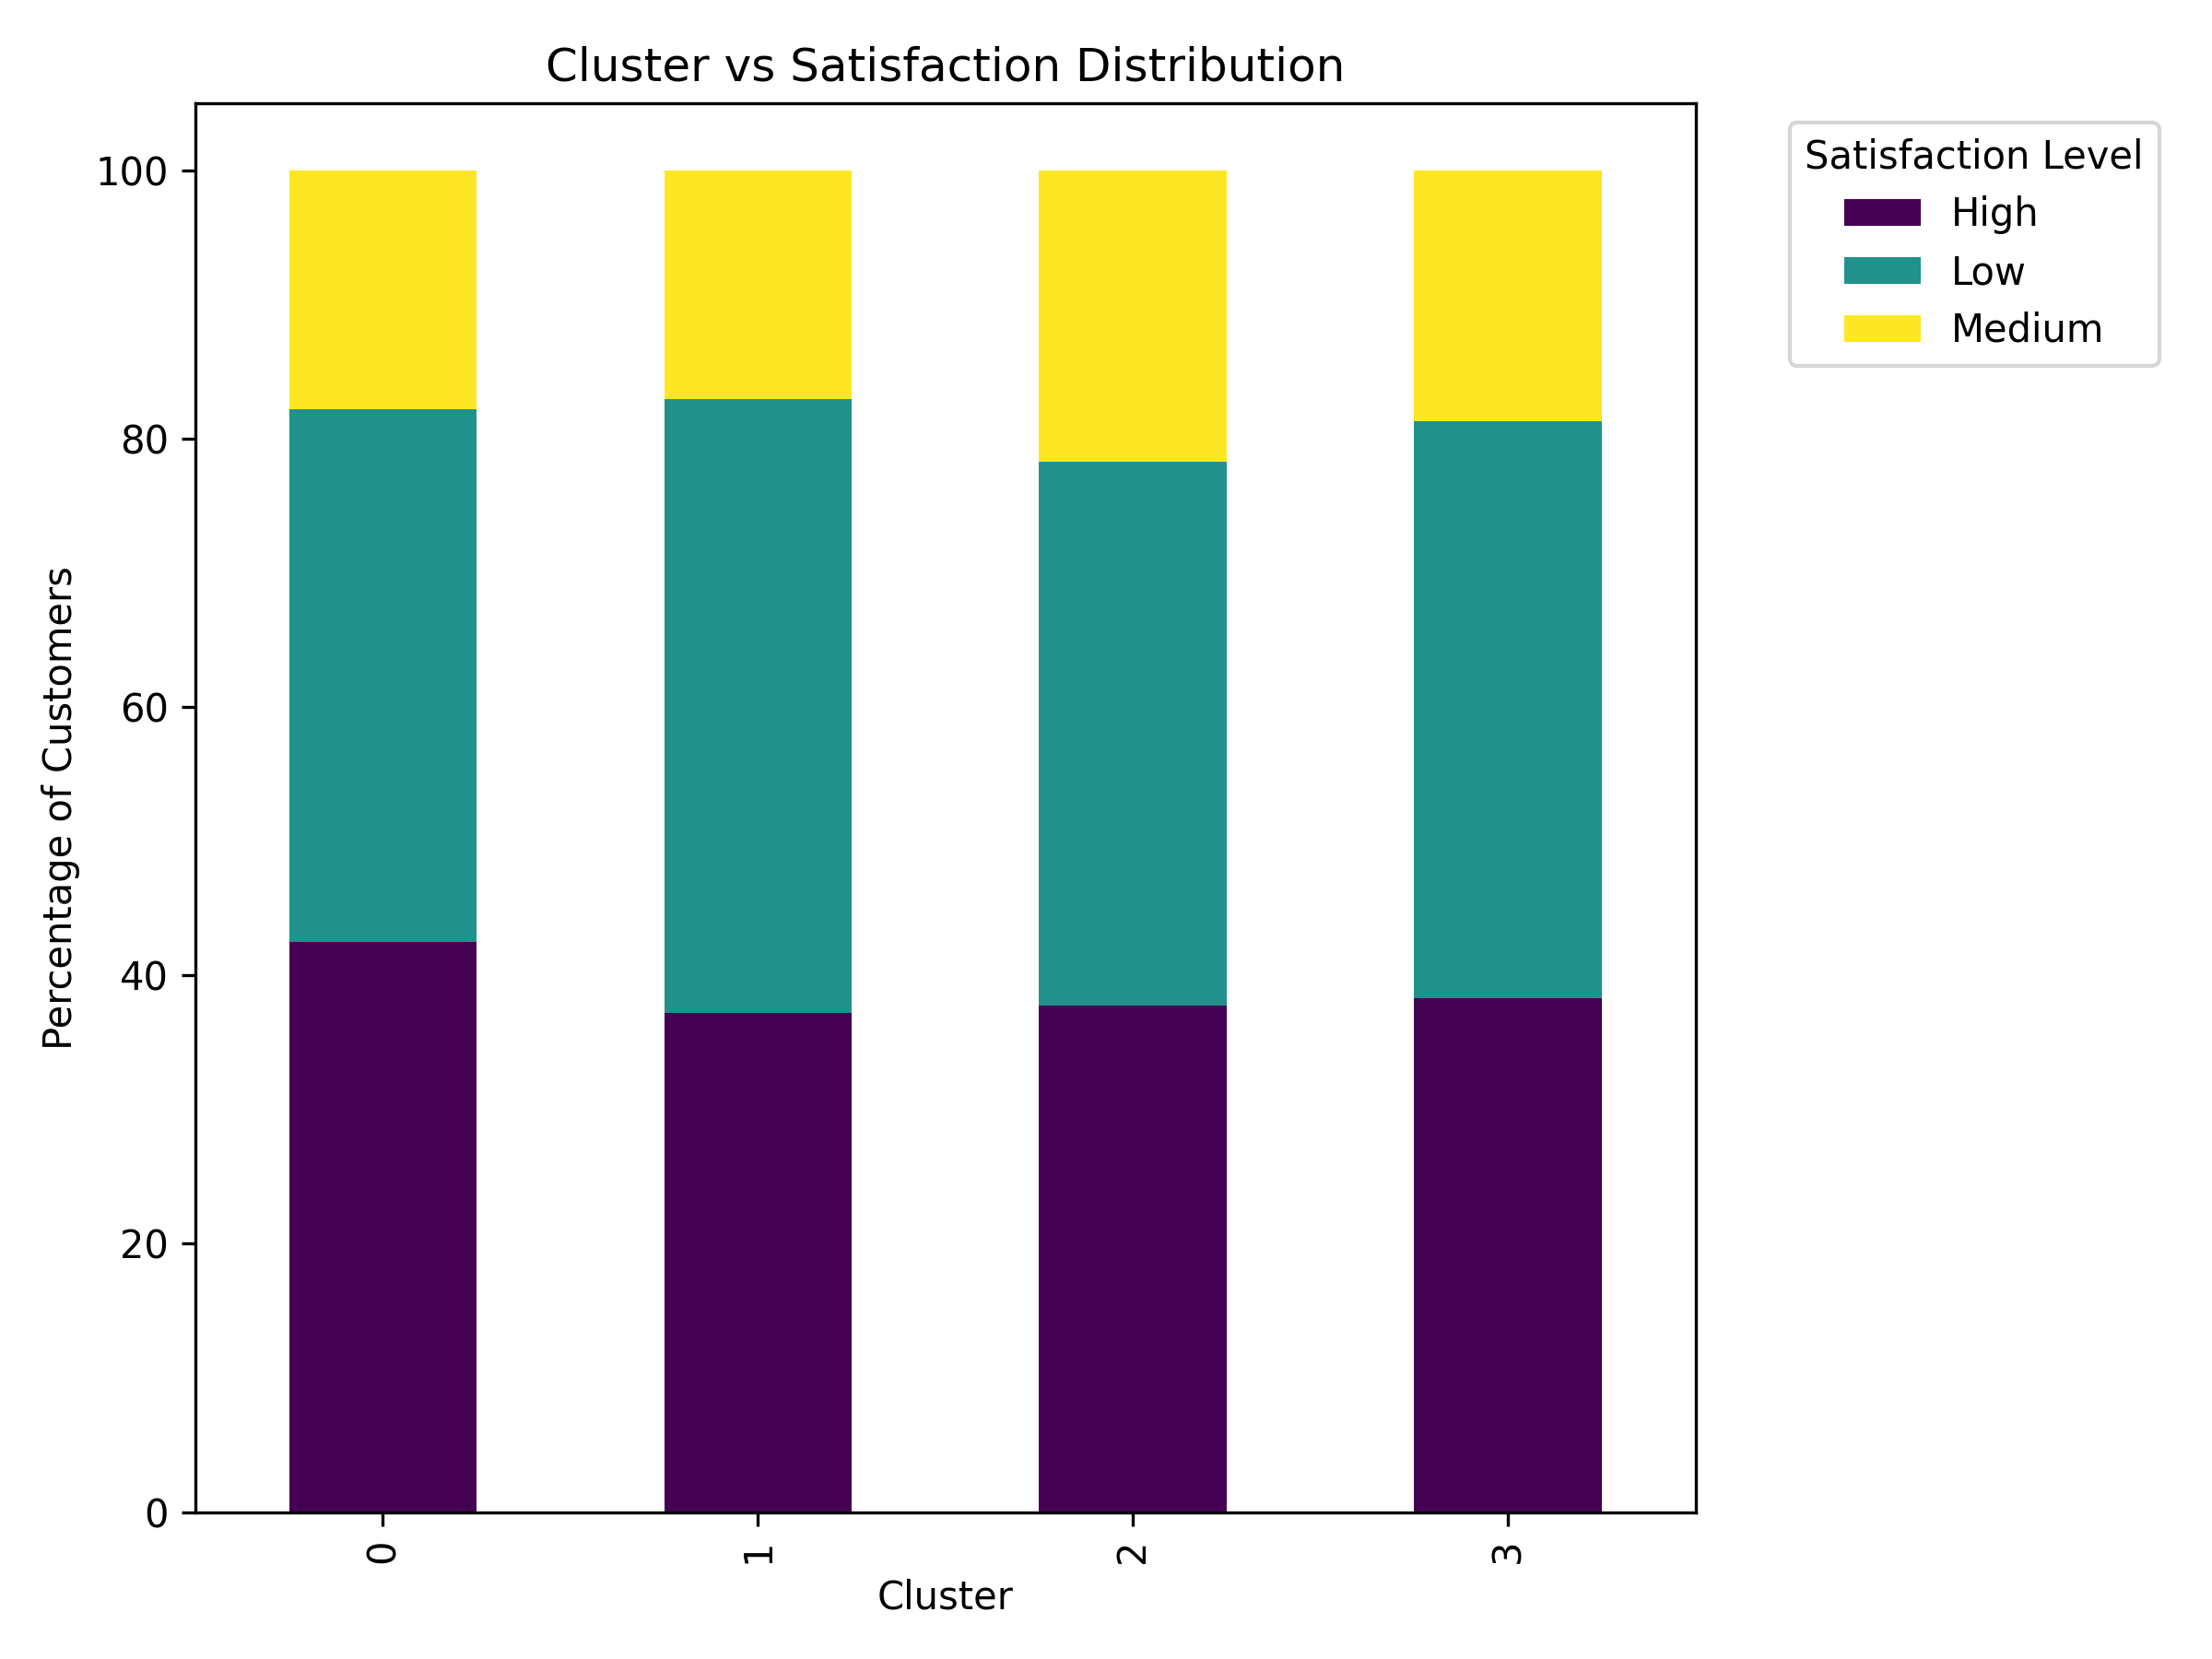 Cluster vs Satisfaction Distribution
Satisfaction Level
High
Low
Medium
Percentage of Customers
100
80
60
40
20
0
0
1
2
3
Cluster